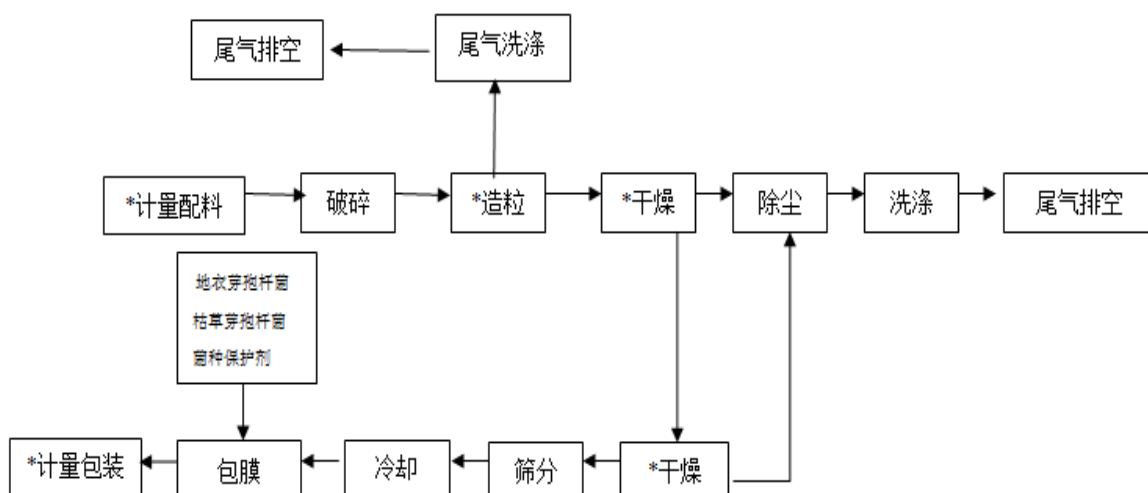 尾气排空
尾气洗涤
*计量配料
破碎
*造粒
*干燥
除尘
洗涤
尾气排空
地衣芽孢杆菌
枯草芽孢杆菌
菌种保护剂
*计量包装
包膜
冷却
筛分
*干燥